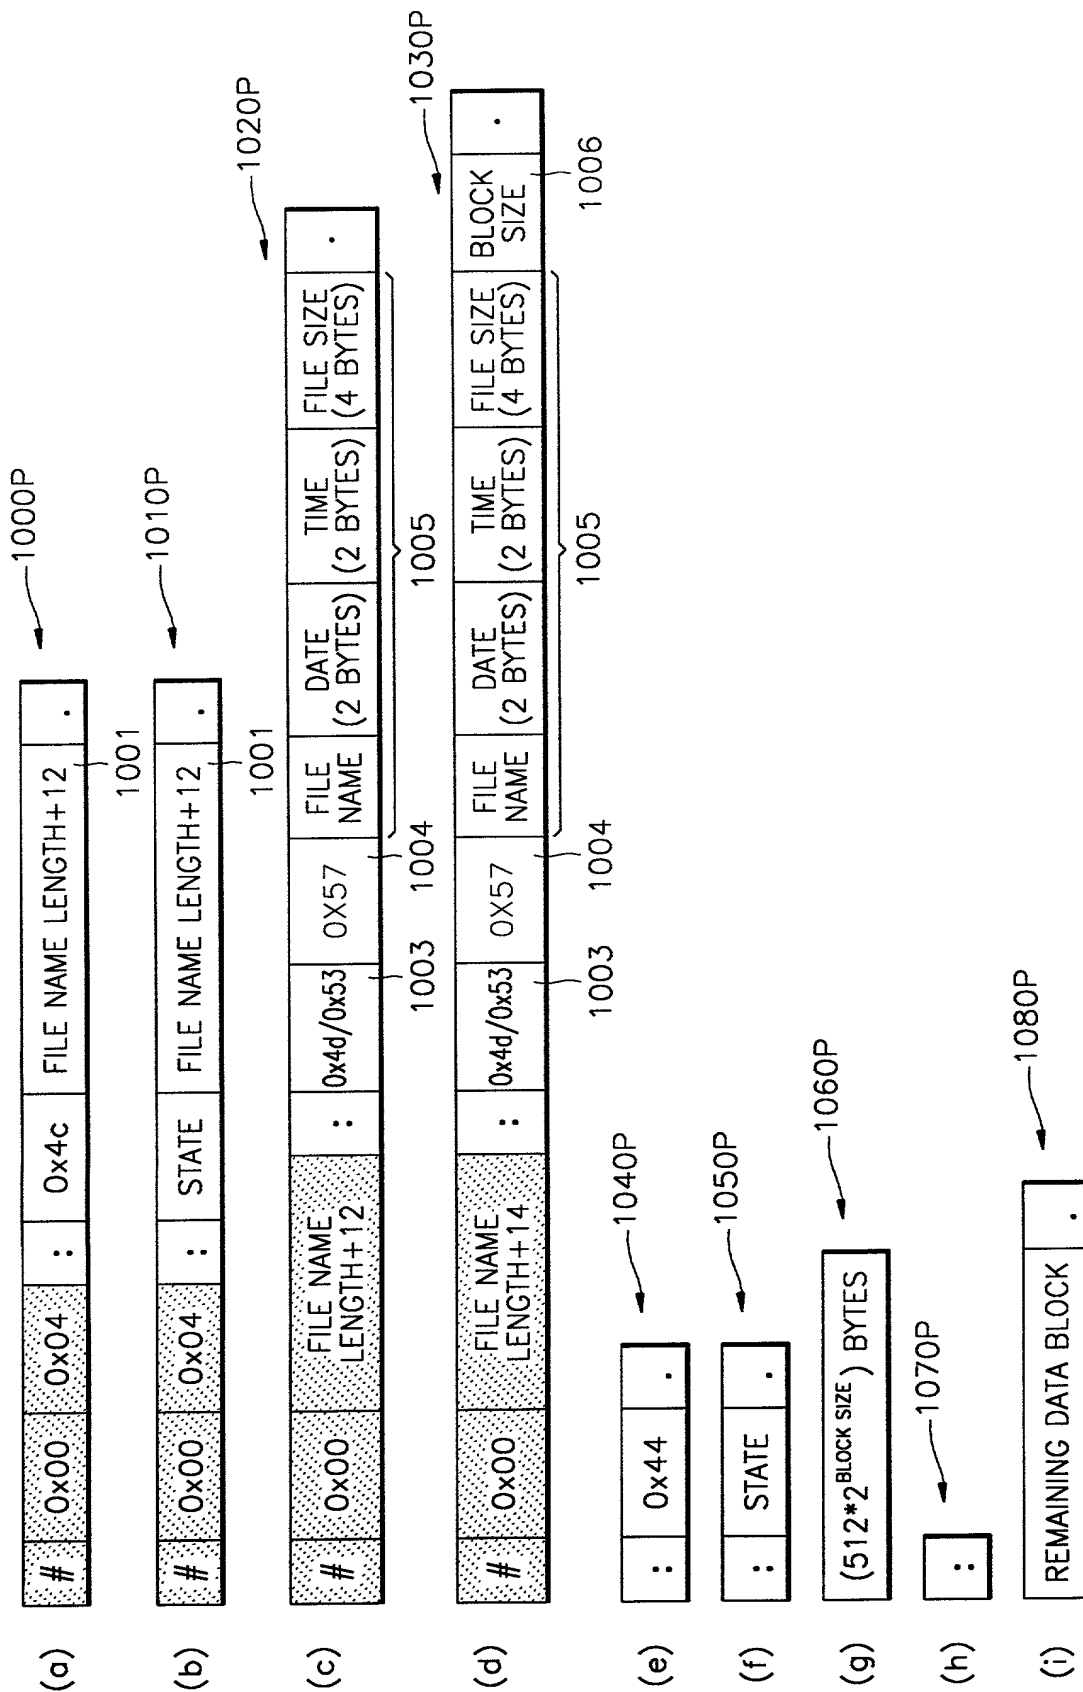 (a) # 0x00 0x04 : 0x4c FILE NAME LENGTH+12 .
1000P
1001
(b) # 0x00 0x04 : STATE FILE NAME LENGTH+12 .
1010P
1001
(c) # 0x00 FILE NAME LENGTH+12 : 0x4d/0x53 0X57 FILE NAME DATE (2 BYTES) TIME (2 BYTES) FILE SIZE (4 BYTES) .
1020P
1003
1004
1005
(d) # 0x00 FILE NAME LENGTH+14 : 0x4d/0x53 0X57 FILE NAME DATE (2 BYTES) TIME (2 BYTES) FILE SIZE (4 BYTES) BLOCK SIZE .
1030P
1003
1004
1005
1006
(e) : 0x44 .
1040P
(f) : STATE .
1050P
(g) (512*2^BLOCK SIZE) BYTES
1060P
(h) :
1070P
(i) REMAINING DATA BLOCK .
1080P